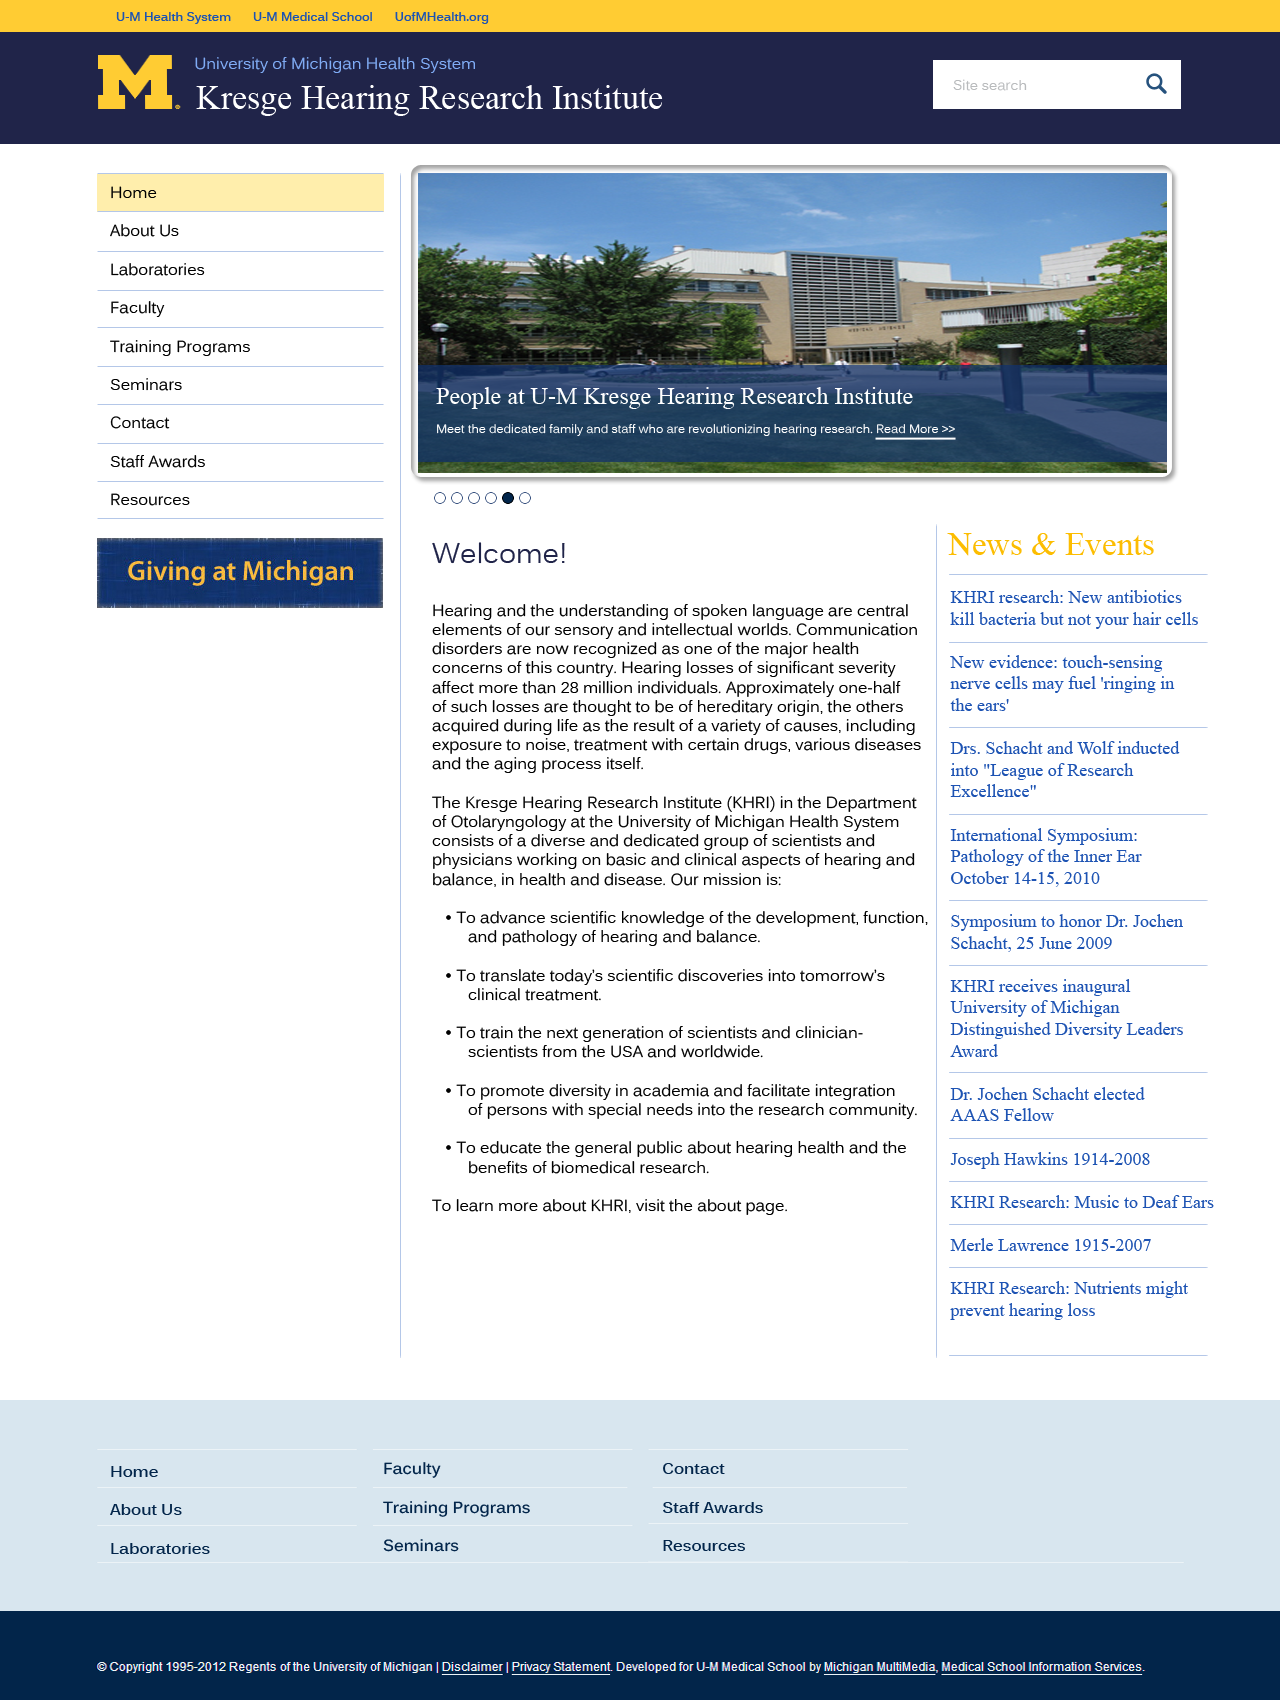 U-M Health System U-M Medical School UofMHealth.org
M
University of Michigan Health System
Kresge Hearing Research Institute
Site search
Home
About Us
Laboratories
Faculty
Training Programs
Seminars
Contact
Staff Awards
Resources
Giving at Michigan
MEDICAL SCIENCE
People at U-M Kresge Hearing Research Institute
Meet the dedicated family and staff who are revolutionizing hearing research. Read More >>
Welcome!
Hearing and the understanding of spoken language are central
elements of our sensory and intellectual worlds. Communication
disorders are now recognized as one of the major health
concerns of this country. Hearing losses of significant severity
affect more than 28 million individuals. Approximately one-half
of such losses are thought to be of hereditary origin, the others
acquired during life as the result of a variety of causes, including
exposure to noise, treatment with certain drugs, various diseases
and the aging process itself.
The Kresge Hearing Research Institute (KHRI) in the Department
of Otolaryngology at the University of Michigan Health System
consists of a diverse and dedicated group of scientists and
physicians working on basic and clinical aspects of hearing and
balance, in health and disease. Our mission is:
• To advance scientific knowledge of the development, function,
and pathology of hearing and balance.
• To translate today's scientific discoveries into tomorrow's
clinical treatment.
• To train the next generation of scientists and clinician-
scientists from the USA and worldwide.
• To promote diversity in academia and facilitate integration
of persons with special needs into the research community.
• To educate the general public about hearing health and the
benefits of biomedical research.
To learn more about KHRI, visit the about page.
News & Events
KHRI research: New antibiotics
kill bacteria but not your hair cells
New evidence: touch-sensing
nerve cells may fuel 'ringing in
the ears'
Drs. Schacht and Wolf inducted
into "League of Research
Excellence"
International Symposium:
Pathology of the Inner Ear
October 14-15, 2010
Symposium to honor Dr. Jochen
Schacht, 25 June 2009
KHRI receives inaugural
University of Michigan
Distinguished Diversity Leaders
Award
Dr. Jochen Schacht elected
AAAS Fellow
Joseph Hawkins 1914-2008
KHRI Research: Music to Deaf Ears
Merle Lawrence 1915-2007
KHRI Research: Nutrients might
prevent hearing loss
Home
About Us
Laboratories
Faculty
Training Programs
Seminars
Contact
Staff Awards
Resources
© Copyright 1995-2012 Regents of the University of Michigan | Disclaimer | Privacy Statement. Developed for U-M Medical School by Michigan MultiMedia, Medical School Information Services.